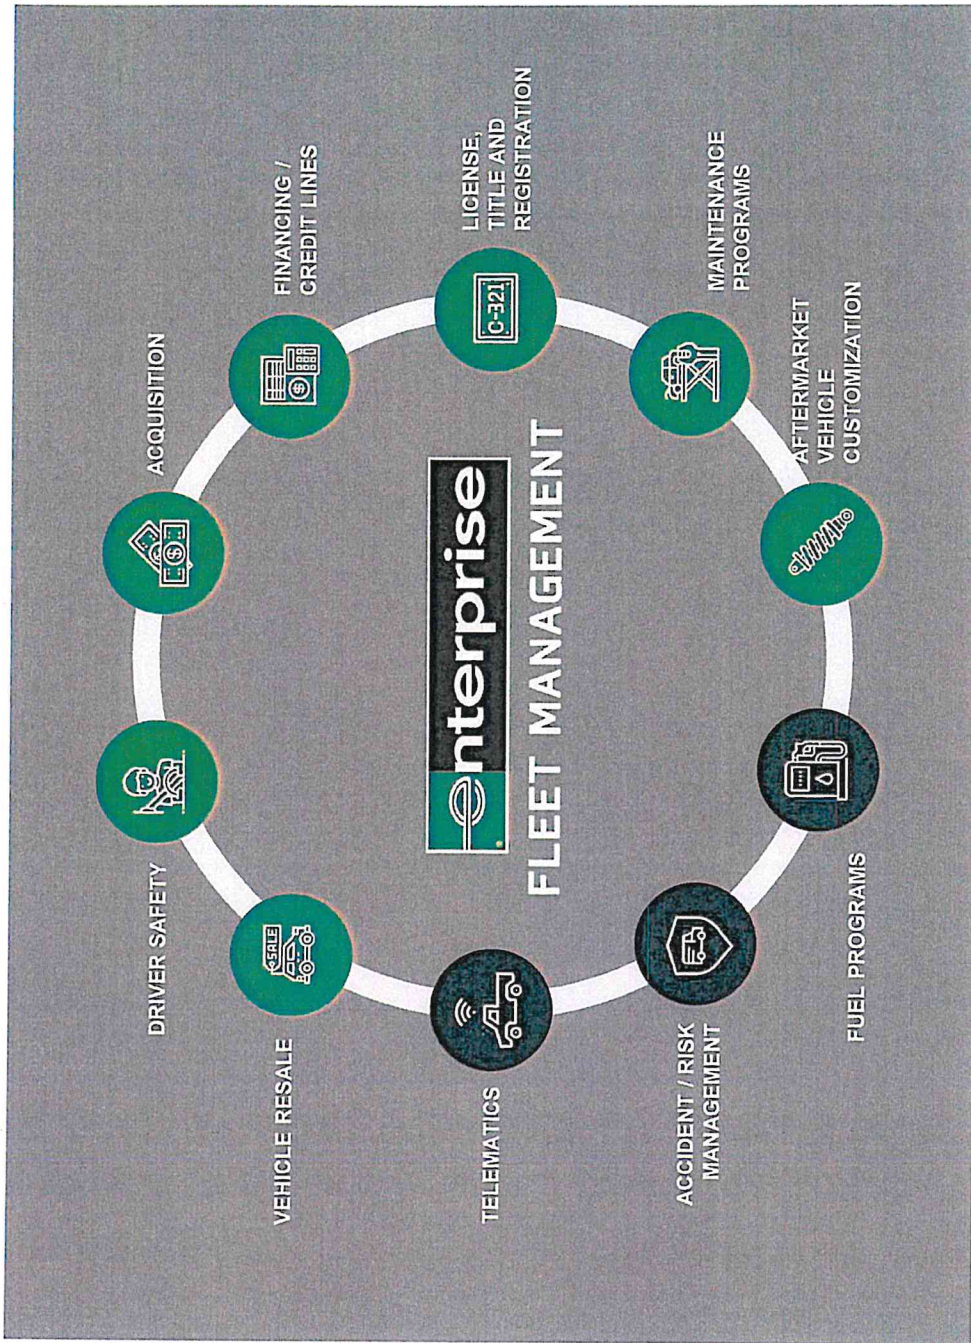 ACQUISITION
FINANCING /
CREDIT LINES
LICENSE,
TITLE AND
REGISTRATION
C-321
MAINTENANCE
PROGRAMS
AFTERMARKET
VEHICLE
CUSTOMIZATION
FUEL PROGRAMS
ACCIDENT / RISK
MANAGEMENT
TELEMATICS
VEHICLE RESALE
SALE
DRIVER SAFETY
enterprise
FLEET MANAGEMENT